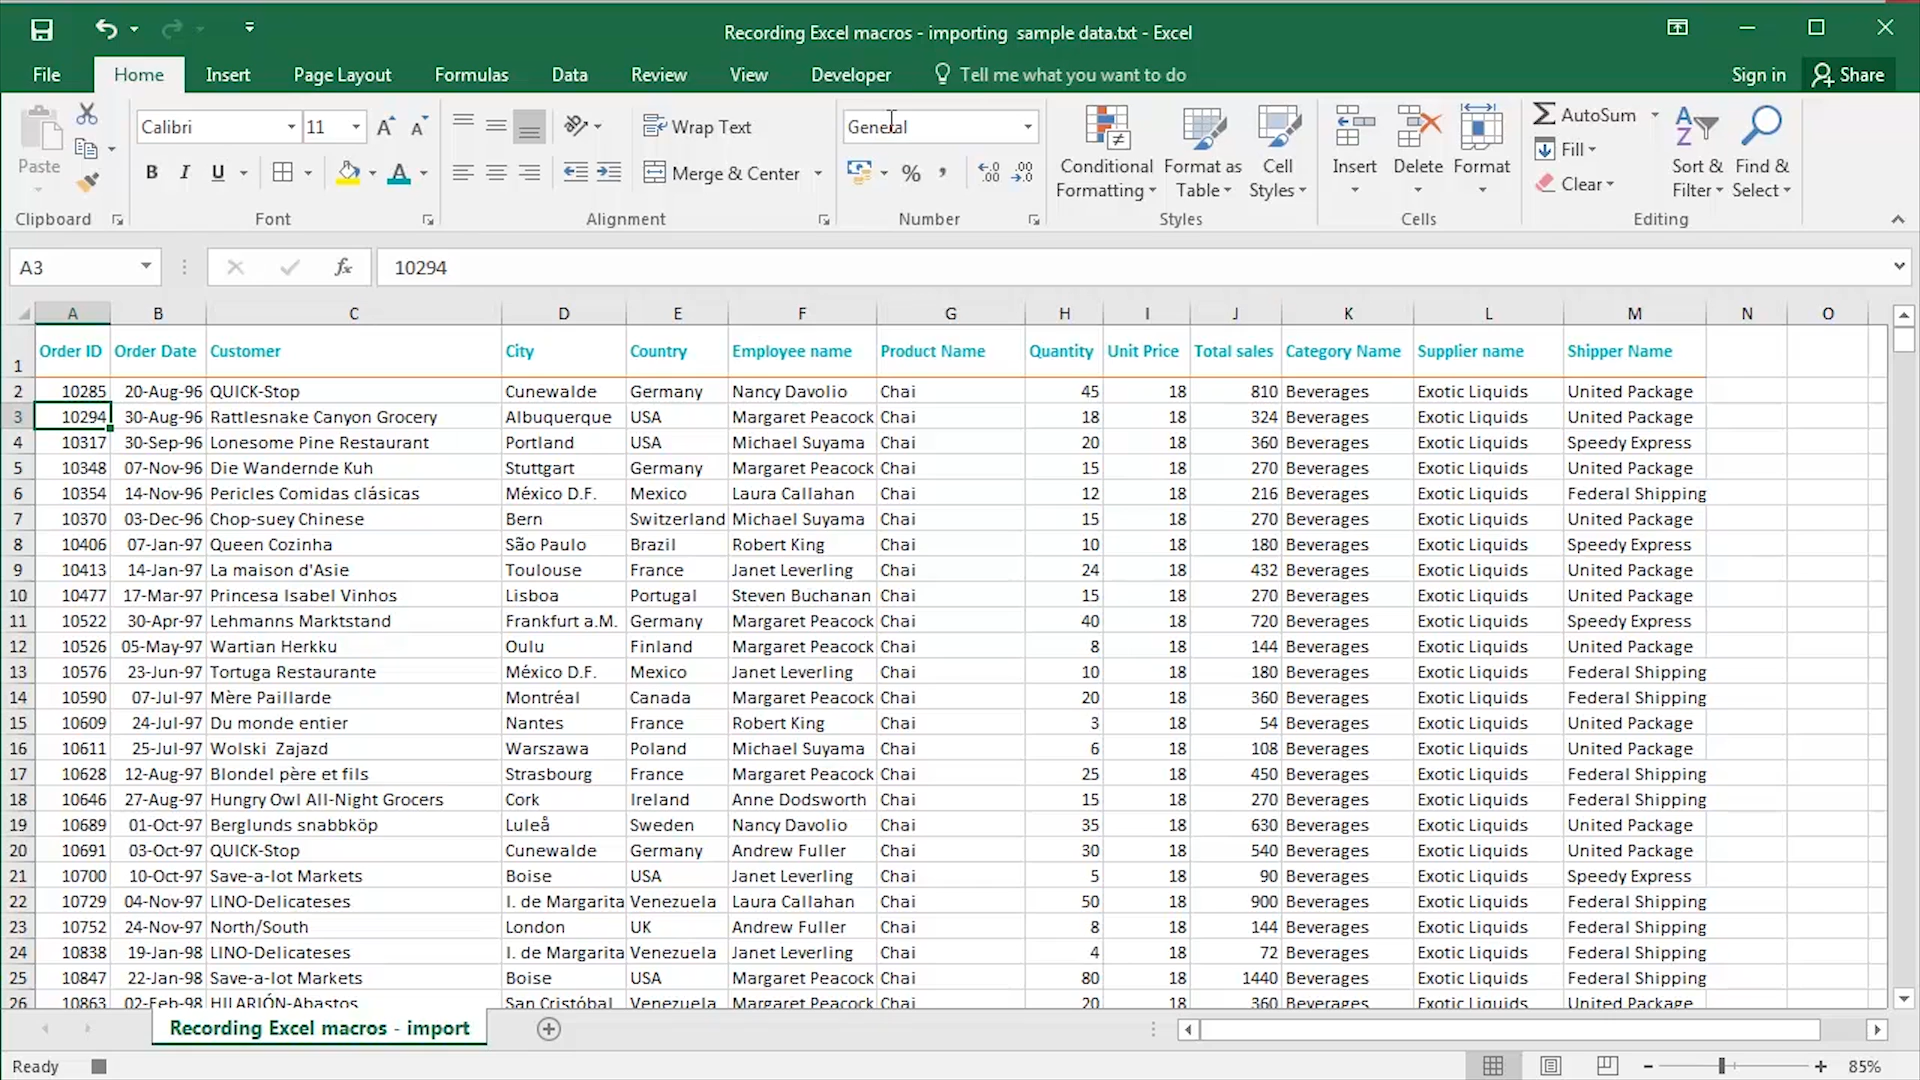 Recording Excel macros - importing  sample data.txt - Excel
File Home Insert Page Layout Formulas Data Review View Developer Tell me what you want to do Sign in Share
Paste
Clipboard
Calibri 11
B I U
Font
Wrap Text
Merge & Center
Alignment
General
%
Number
Conditional Formatting
Format as Table
Cell Styles
Styles
Insert Delete Format
Cells
AutoSum
Fill
Clear
Sort & Filter
Find & Select
Editing
A3 fx 10294
A B C D E F G H I J K L M N O
1 Order ID Order Date Customer City Country Employee name Product Name Quantity Unit Price Total sales Category Name Supplier name Shipper Name
2 10285 20-Aug-96 QUICK-Stop Cunewalde Germany Nancy Davolio Chai 45 18 810 Beverages Exotic Liquids United Package
3 10294 30-Aug-96 Rattlesnake Canyon Grocery Albuquerque USA Margaret Peacock Chai 18 18 324 Beverages Exotic Liquids United Package
4 10317 30-Sep-96 Lonesome Pine Restaurant Portland USA Michael Suyama Chai 20 18 360 Beverages Exotic Liquids Speedy Express
5 10348 07-Nov-96 Die Wandernde Kuh Stuttgart Germany Margaret Peacock Chai 15 18 270 Beverages Exotic Liquids United Package
6 10354 14-Nov-96 Pericles Comidas clásicas México D.F. Mexico Laura Callahan Chai 12 18 216 Beverages Exotic Liquids Federal Shipping
7 10370 03-Dec-96 Chop-suey Chinese Bern Switzerland Michael Suyama Chai 15 18 270 Beverages Exotic Liquids United Package
8 10406 07-Jan-97 Queen Cozinha São Paulo Brazil Robert King Chai 10 18 180 Beverages Exotic Liquids Speedy Express
9 10413 14-Jan-97 La maison d'Asie Toulouse France Janet Leverling Chai 24 18 432 Beverages Exotic Liquids United Package
10 10477 17-Mar-97 Princesa Isabel Vinhos Lisboa Portugal Steven Buchanan Chai 15 18 270 Beverages Exotic Liquids United Package
11 10522 30-Apr-97 Lehmanns Marktstand Frankfurt a.M. Germany Margaret Peacock Chai 40 18 720 Beverages Exotic Liquids Speedy Express
12 10526 05-May-97 Wartian Herkku Oulu Finland Margaret Peacock Chai 8 18 144 Beverages Exotic Liquids United Package
13 10576 23-Jun-97 Tortuga Restaurante México D.F. Mexico Janet Leverling Chai 10 18 180 Beverages Exotic Liquids Federal Shipping
14 10590 07-Jul-97 Mère Paillarde Montréal Canada Margaret Peacock Chai 20 18 360 Beverages Exotic Liquids Federal Shipping
15 10609 24-Jul-97 Du monde entier Nantes France Robert King Chai 3 18 54 Beverages Exotic Liquids United Package
16 10611 25-Jul-97 Wolski  Zajazd Warszawa Poland Michael Suyama Chai 6 18 108 Beverages Exotic Liquids United Package
17 10628 12-Aug-97 Blondel père et fils Strasbourg France Margaret Peacock Chai 25 18 450 Beverages Exotic Liquids Federal Shipping
18 10646 27-Aug-97 Hungry Owl All-Night Grocers Cork Ireland Anne Dodsworth Chai 15 18 270 Beverages Exotic Liquids Federal Shipping
19 10689 01-Oct-97 Berglunds snabbköp Luleå Sweden Nancy Davolio Chai 35 18 630 Beverages Exotic Liquids United Package
20 10691 03-Oct-97 QUICK-Stop Cunewalde Germany Andrew Fuller Chai 30 18 540 Beverages Exotic Liquids United Package
21 10700 10-Oct-97 Save-a-lot Markets Boise USA Janet Leverling Chai 5 18 90 Beverages Exotic Liquids Speedy Express
22 10729 04-Nov-97 LINO-Delicateses I. de Margarita Venezuela Laura Callahan Chai 50 18 900 Beverages Exotic Liquids Federal Shipping
23 10752 24-Nov-97 North/South London UK Andrew Fuller Chai 8 18 144 Beverages Exotic Liquids Federal Shipping
24 10838 19-Jan-98 LINO-Delicateses I. de Margarita Venezuela Janet Leverling Chai 4 18 72 Beverages Exotic Liquids Federal Shipping
25 10847 22-Jan-98 Save-a-lot Markets Boise USA Margaret Peacock Chai 80 18 1440 Beverages Exotic Liquids Federal Shipping
26 10863 02-Feb-98 HILARIÓN-Abastos San Cristóbal Venezuela Margaret Peacock Chai 20 18 360 Beverages Exotic Liquids United Package
Recording Excel macros - import
Ready 85%